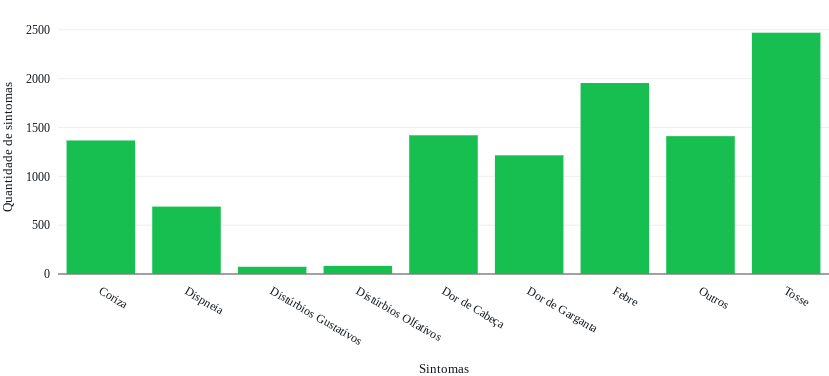 2500
2000
1500
1000
500
0
Quantidade de sintomas
Coriza
Dispneia
Distúrbios Gustativos
Distúrbios Olfativos
Dor de Cabeça
Dor de Garganta
Febre
Outros
Tosse
Sintomas